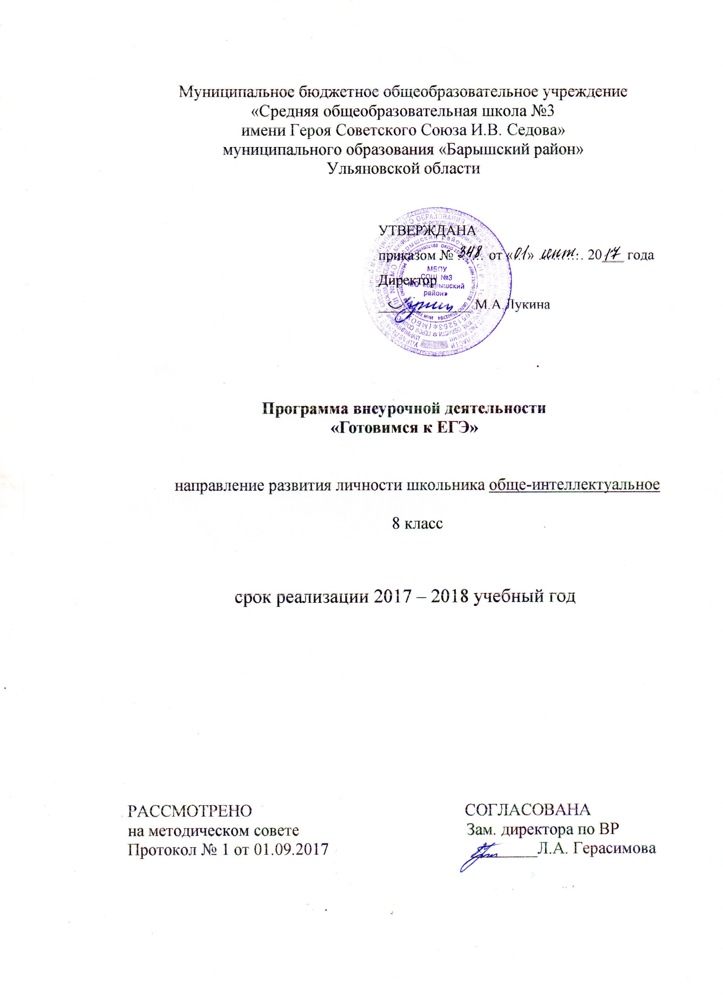 Муниципальное бюджетное общеобразовательное учреждение
«Средняя общеобразовательная школа №3
имени Героя Советского Союза И.В. Седова»
муниципального образования «Барышский район»
Ульяновской области
УТВЕРЖДАНА
приказом № 348 от «01» сент. 2017 года
Директор
М.А.Лукина
МБОУ
СОШ №3
МО «Барышский
район»
Программа внеурочной деятельности
«Готовимся к ЕГЭ»
направление развития личности школьника обще-интеллектуальное
8 класс
срок реализации 2017 – 2018 учебный год
РАССМОТРЕНО
на методическом совете
Протокол № 1 от 01.09.2017
СОГЛАСОВАНА
Зам. директора по ВР
Л.А. Герасимова